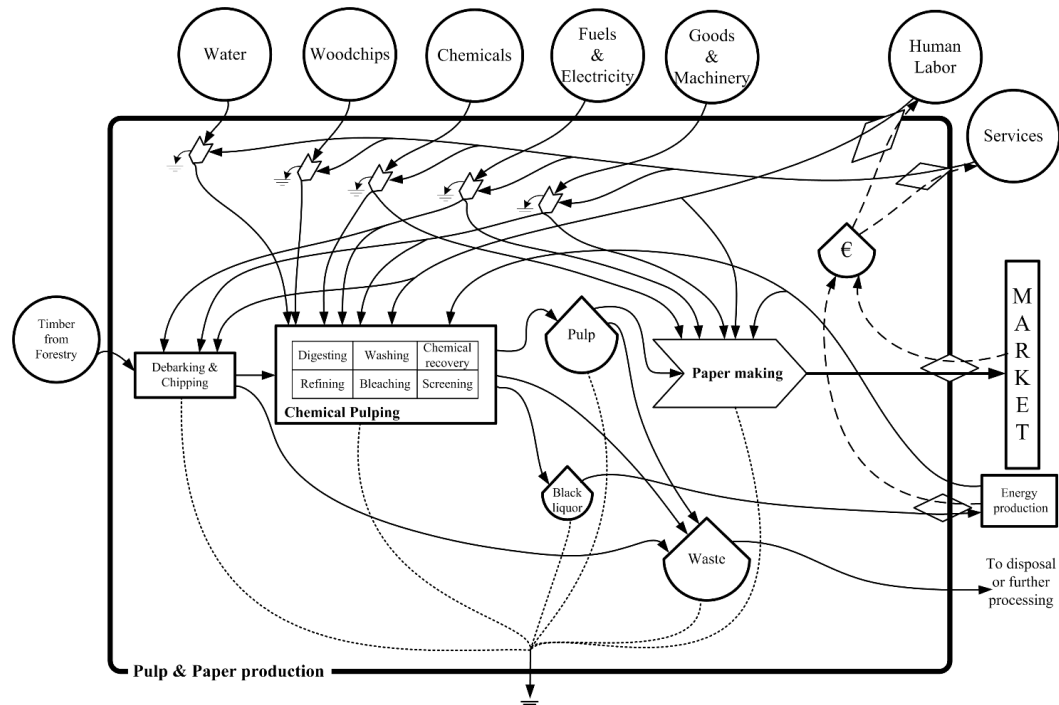 Water
Woodchips
Chemicals
Fuels
&
Electricity
Goods
&
Machinery
Human
Labor
Services
€
Timber
from
Forestry
Debarking &
Chipping
Digesting
Washing
Chemical
recovery
Refining
Bleaching
Screening
Chemical Pulping
Pulp
Paper making
MARKET
Black
liquor
Waste
Energy
production
To disposal
or further
processing
Pulp & Paper production